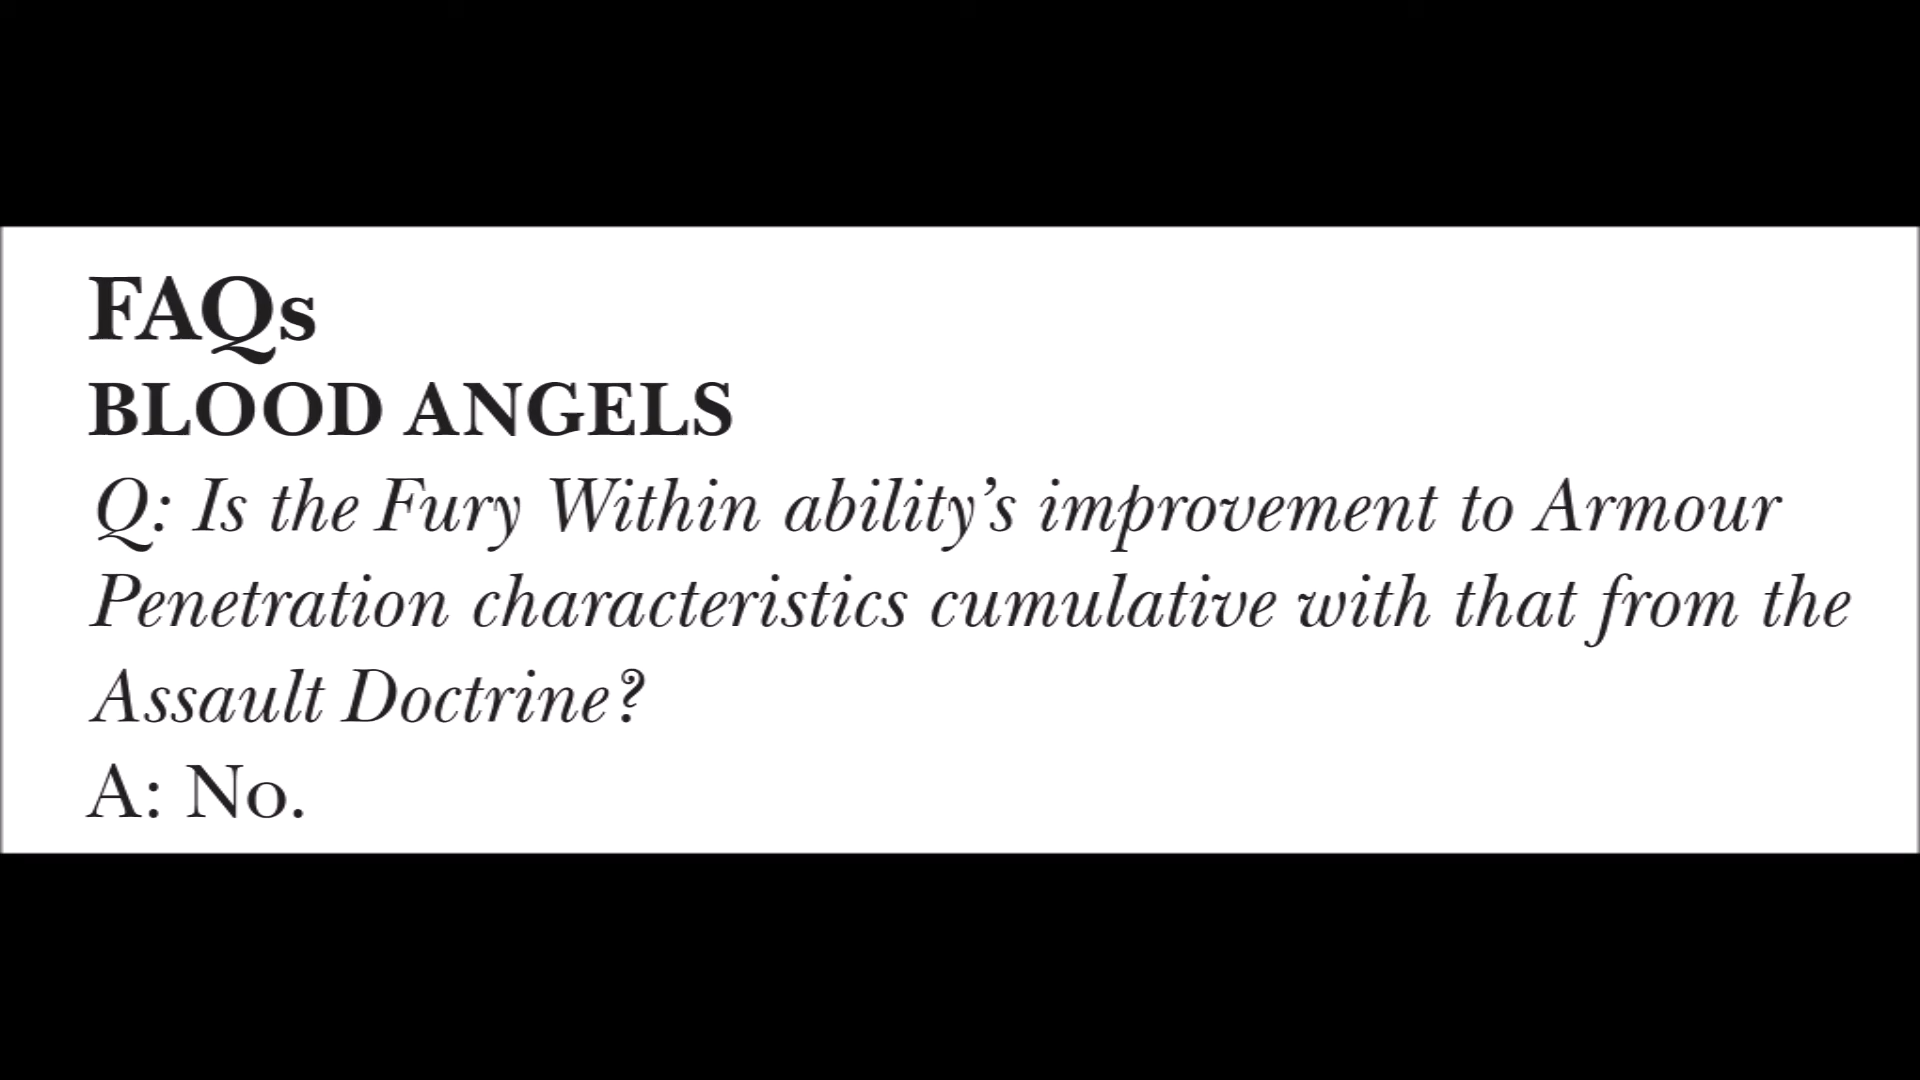 FAQs
BLOOD ANGELS
Q: Is the Fury Within ability’s improvement to Armour
Penetration characteristics cumulative with that from the
Assault Doctrine?
A: No.